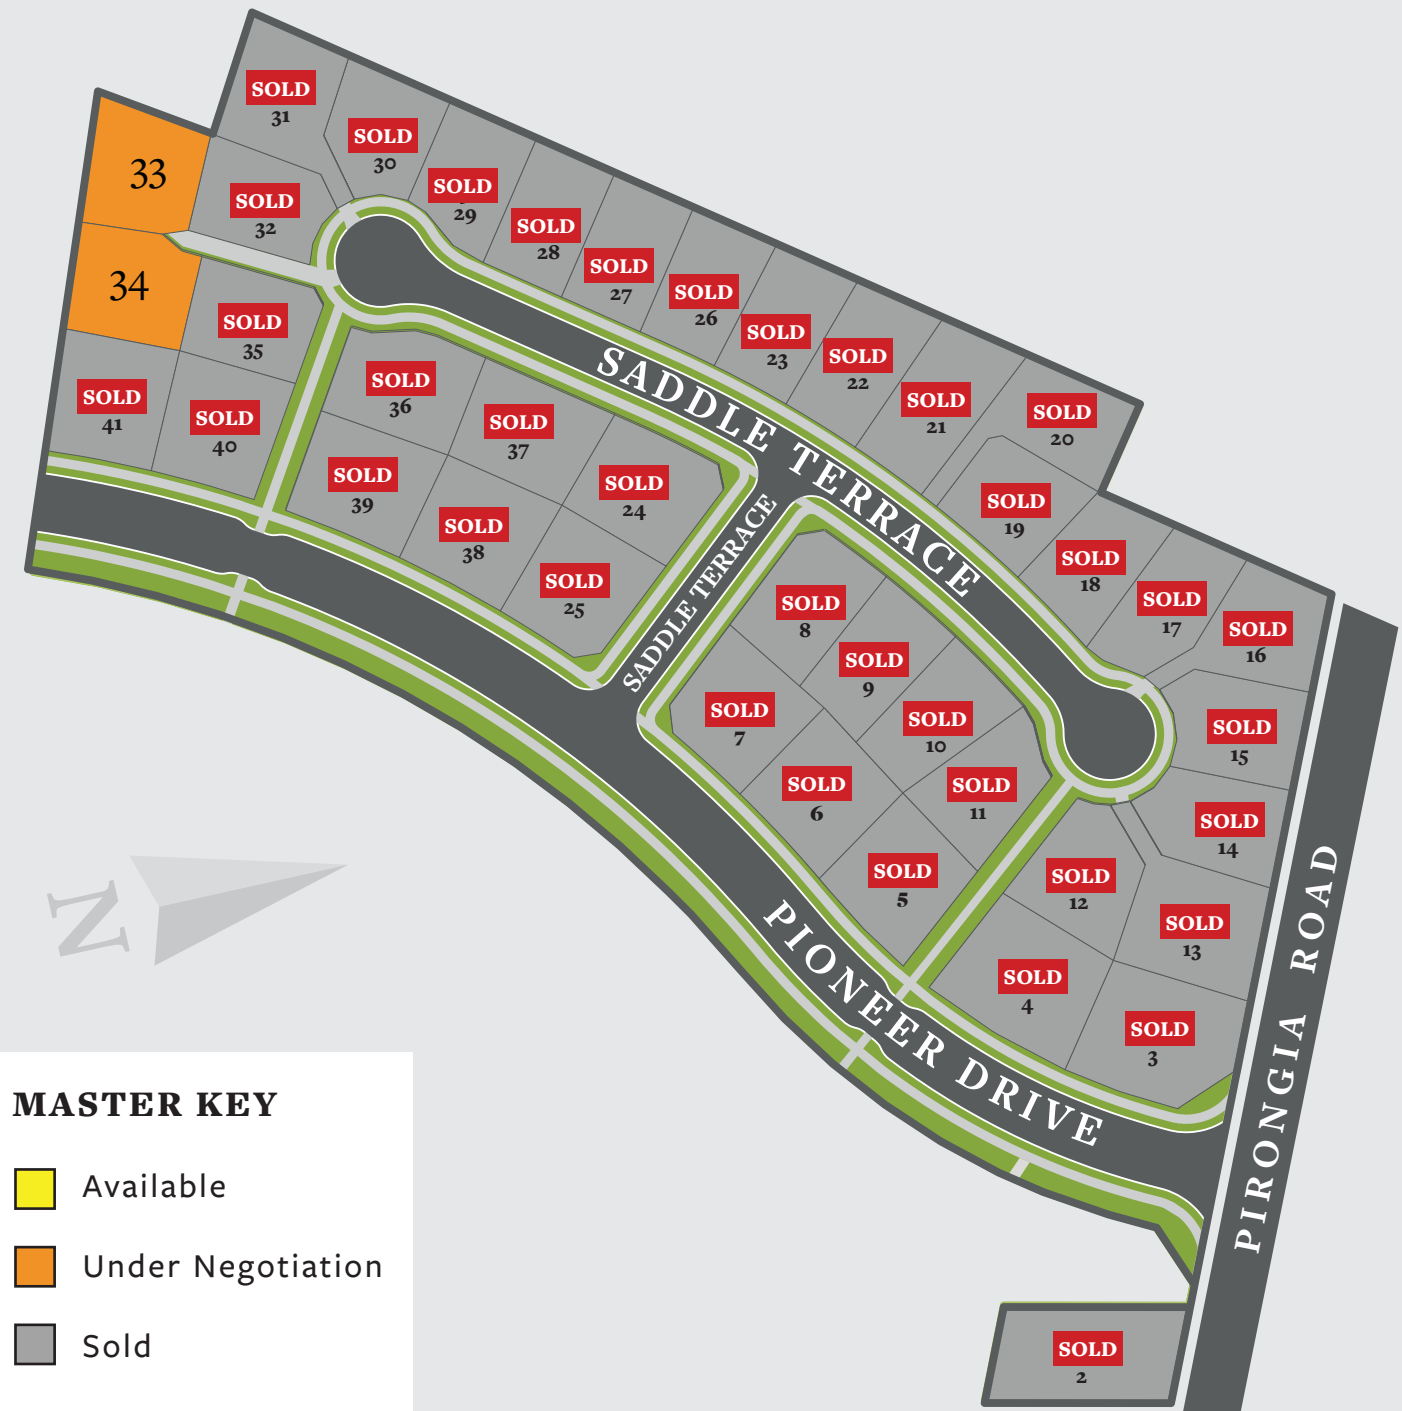 SOLD
31
SOLD
30
33
SOLD
32
SOLD
29
SOLD
28
SOLD
27
34
SOLD
26
SOLD
35
SOLD
23
SOLD
22
SOLD
21
SOLD
20
SADDLE TERRACE
SOLD
36
SOLD
37
SOLD
41
SOLD
40
SOLD
39
SOLD
24
SOLD
38
SOLD
25
SADDLE TERRACE
SOLD
19
SOLD
18
SOLD
17
SOLD
16
SOLD
8
SOLD
9
SOLD
7
SOLD
10
SOLD
15
SOLD
6
SOLD
11
SOLD
14
SOLD
5
SOLD
12
SOLD
13
SOLD
4
SOLD
3
N
PIONEER DRIVE
PIRONGIA ROAD
MASTER KEY
Available
Under Negotiation
Sold
SOLD
2